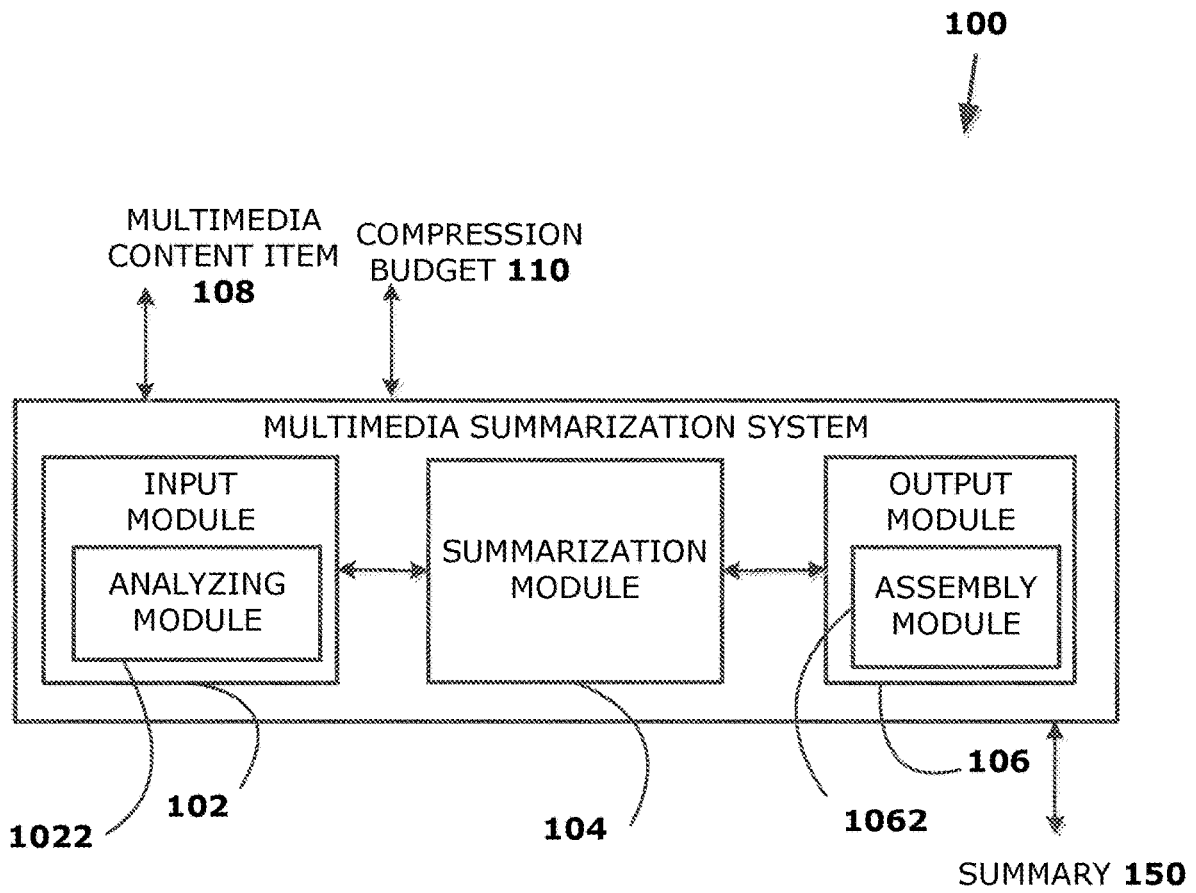 100
MULTIMEDIA
CONTENT ITEM
108
COMPRESSION
BUDGET 110
MULTIMEDIA SUMMARIZATION SYSTEM
INPUT
MODULE
ANALYZING
MODULE
SUMMARIZATION
MODULE
OUTPUT
MODULE
ASSEMBLY
MODULE
1022
102
104
1062
106
SUMMARY 150